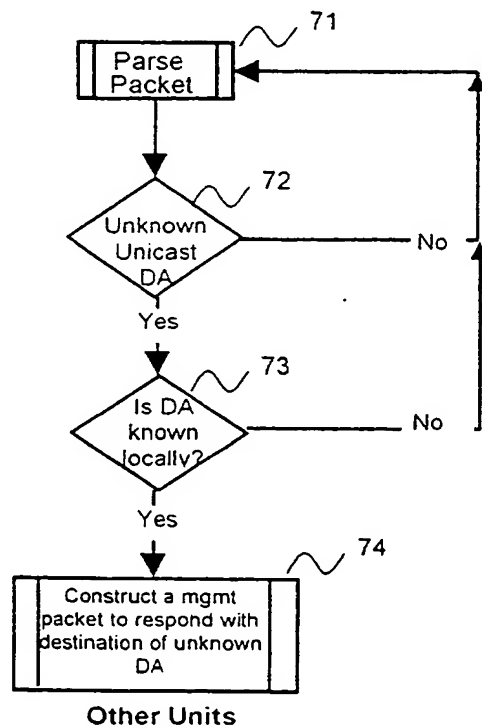 71
Parse
Packet
72
Unknown
Unicast
DA
No
Yes
73
Is DA
known
locally?
No
Yes
74
Construct a mgmt
packet to respond with
destination of unknown
DA
Other Units